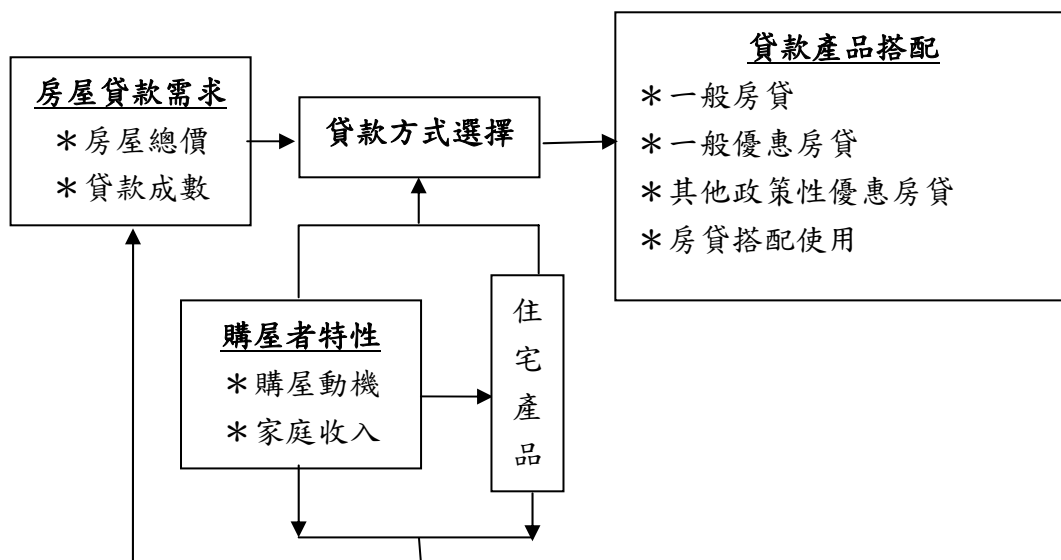 房屋貸款需求
＊房屋總價
＊貸款成數
貸款方式選擇
貸款產品搭配
＊一般房貸
＊一般優惠房貸
＊其他政策性優惠房貸
＊房貸搭配使用
購屋者特性
＊購屋動機
＊家庭收入
住宅產品